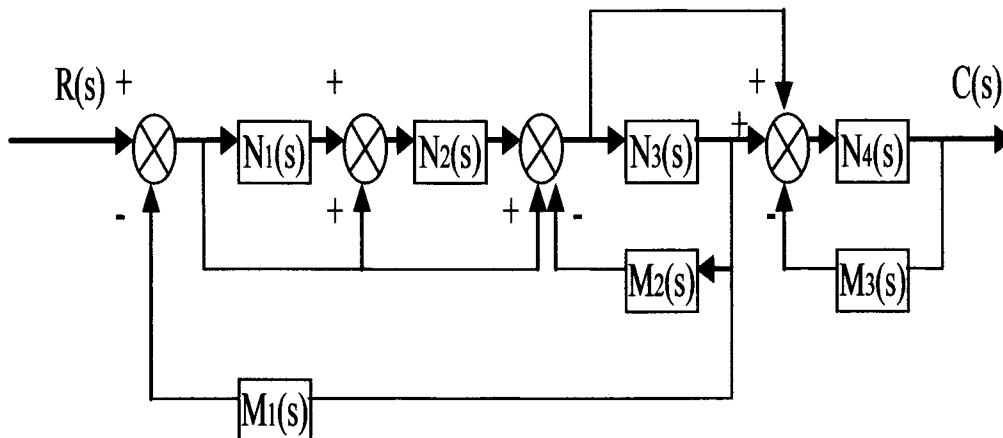 R(s) + + + C(s)
N1(s) N2(s) N3(s) + N4(s)
- + + - -
M2(s) M3(s)
M1(s)